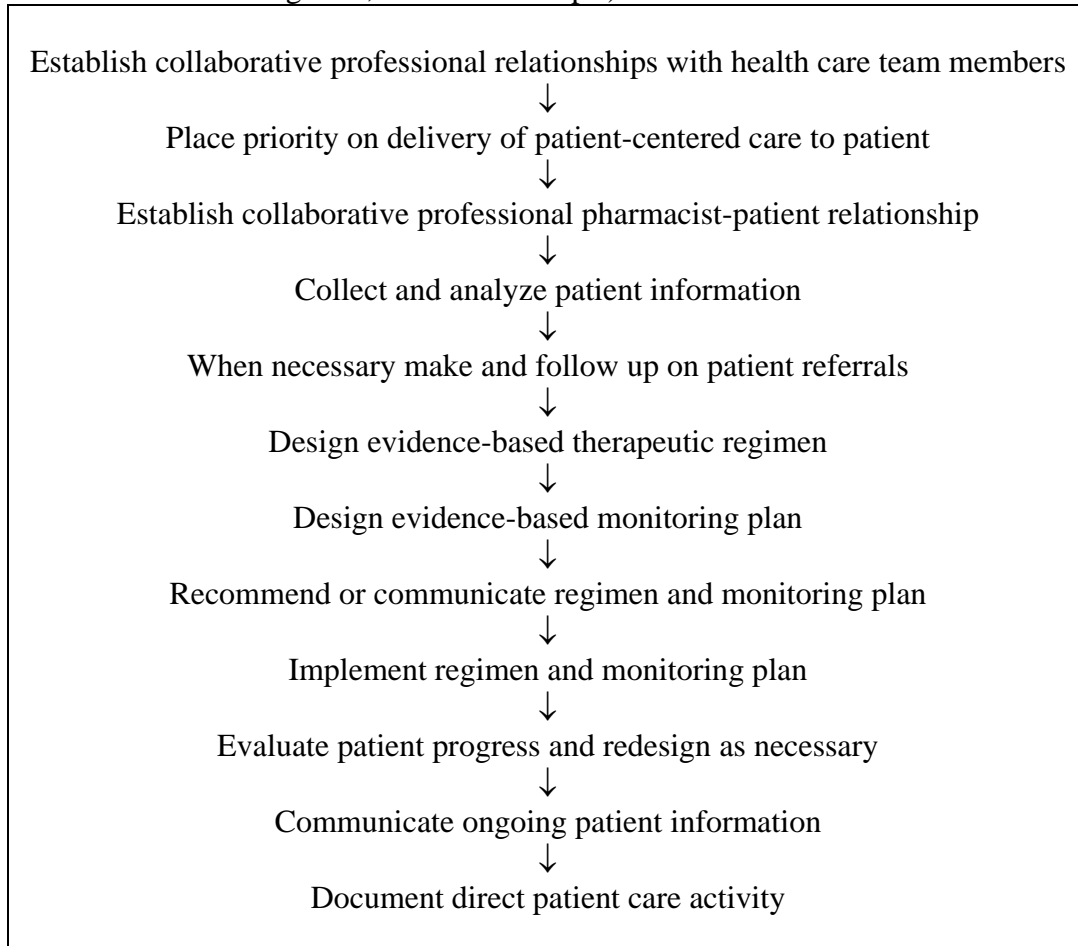 Establish collaborative professional relationships with health care team members
↓
Place priority on delivery of patient-centered care to patient
↓
Establish collaborative professional pharmacist-patient relationship
↓
Collect and analyze patient information
↓
When necessary make and follow up on patient referrals
↓
Design evidence-based therapeutic regimen
↓
Design evidence-based monitoring plan
↓
Recommend or communicate regimen and monitoring plan
↓
Implement regimen and monitoring plan
↓
Evaluate patient progress and redesign as necessary
↓
Communicate ongoing patient information
↓
Document direct patient care activity